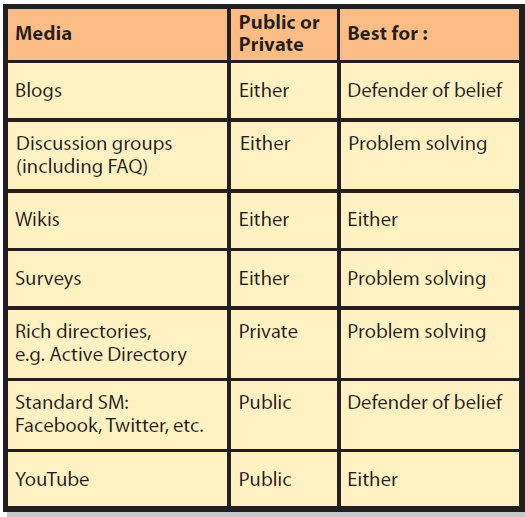 Media Public or Private Best for :
Blogs Either Defender of belief
Discussion groups Either Problem solving
(including FAQ)
Wikis Either Either
Surveys Either Problem solving
Rich directories, Private Problem solving
e.g. Active Directory
Standard SM: Public Defender of belief
Facebook, Twitter, etc.
YouTube Public Either